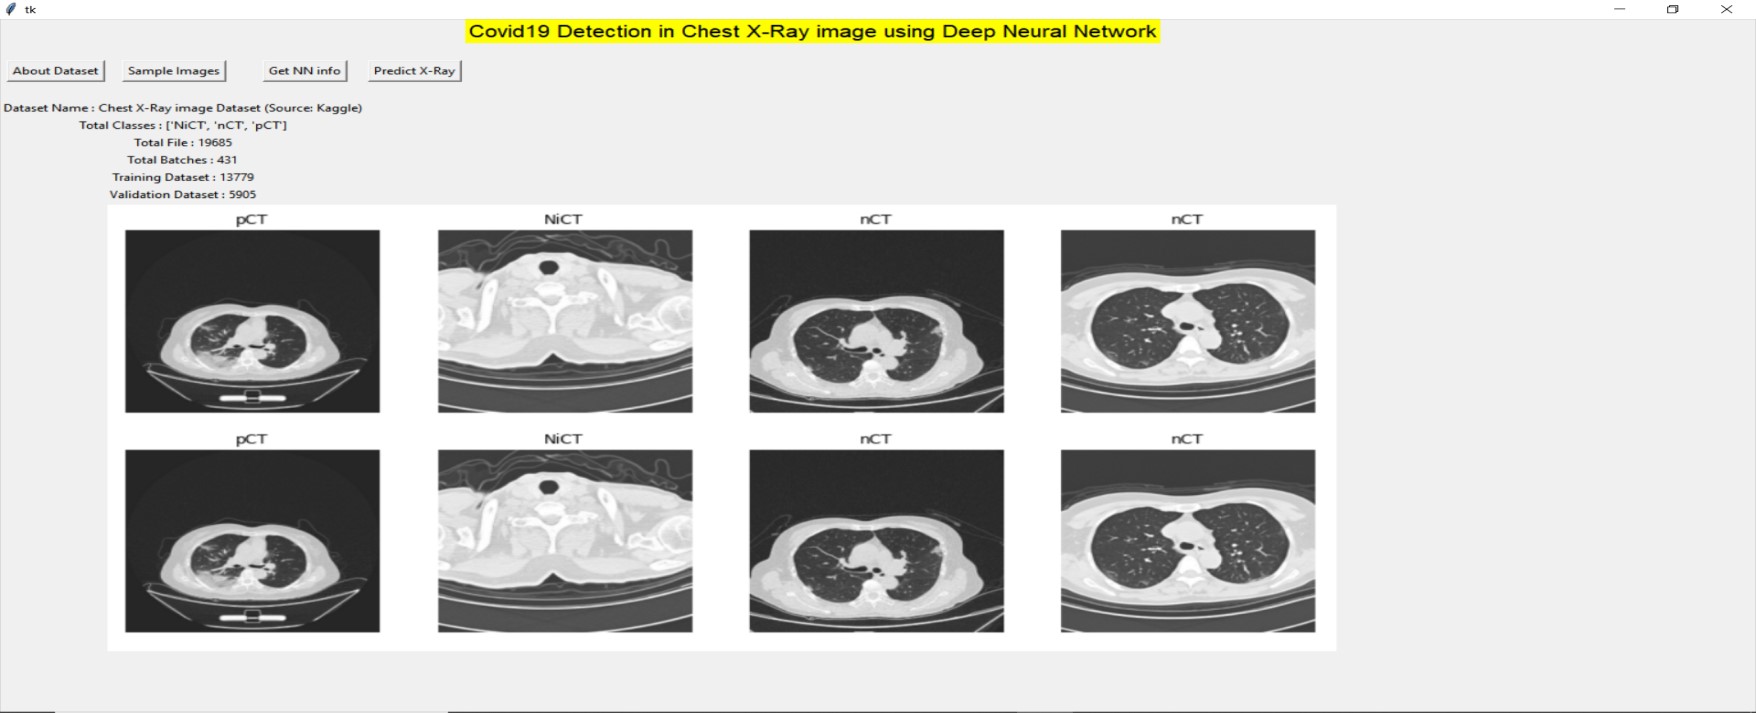 tk
Covid19 Detection in Chest X-Ray image using Deep Neural Network
About Dataset Sample Images Get NN info Predict X-Ray
Dataset Name : Chest X-Ray image Dataset (Source: Kaggle)
Total Classes : ['NiCT', 'nCT', 'pCT']
Total File : 19685
Total Batches : 431
Training Dataset : 13779
Validation Dataset : 5905
pCT NiCT nCT nCT
pCT NiCT nCT nCT